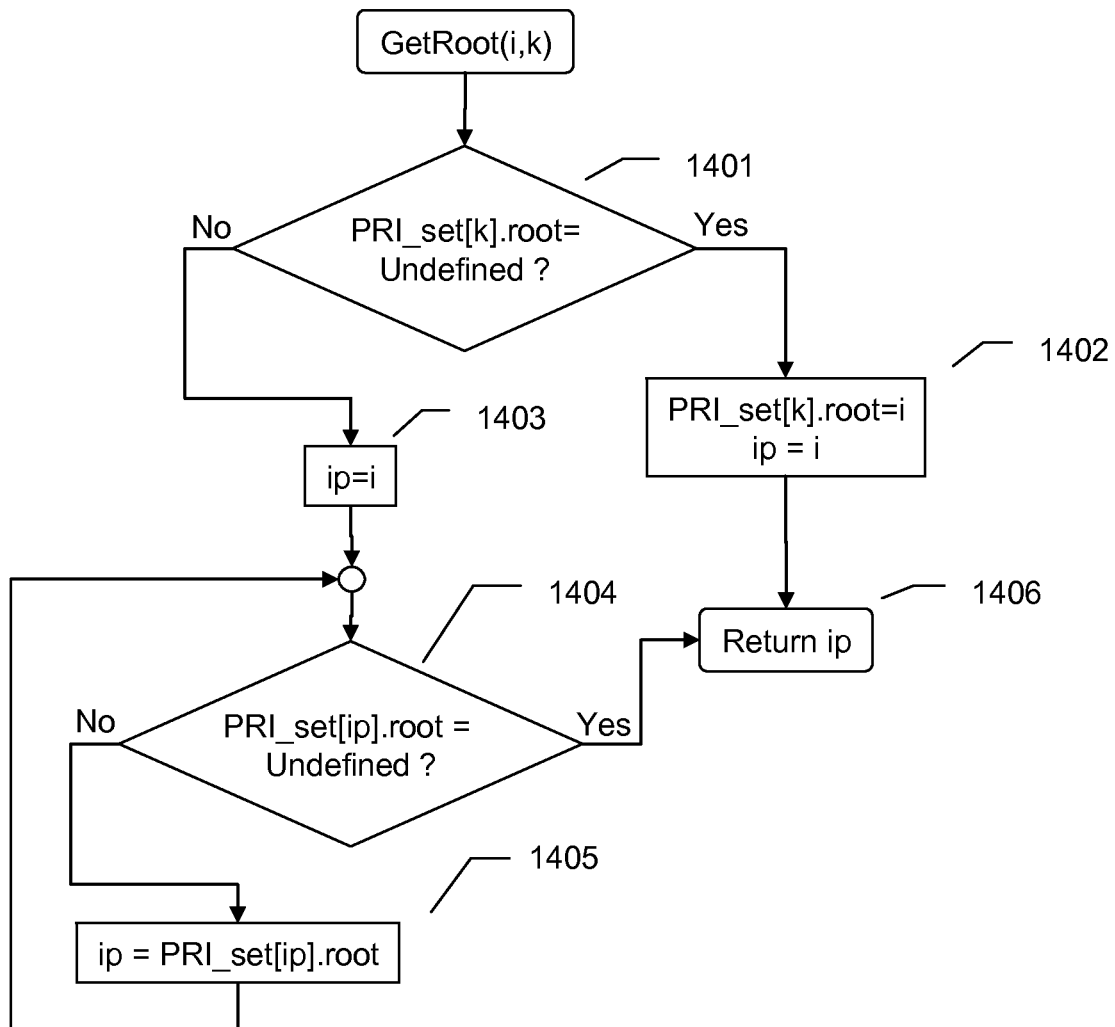 GetRoot(i,k)
1401
No
PRI_set[k].root=
Undefined ?
Yes
1402
PRI_set[k].root=i
ip = i
1403
ip=i
1404
1406
Return ip
No
PRI_set[ip].root =
Undefined ?
Yes
1405
ip = PRI_set[ip].root